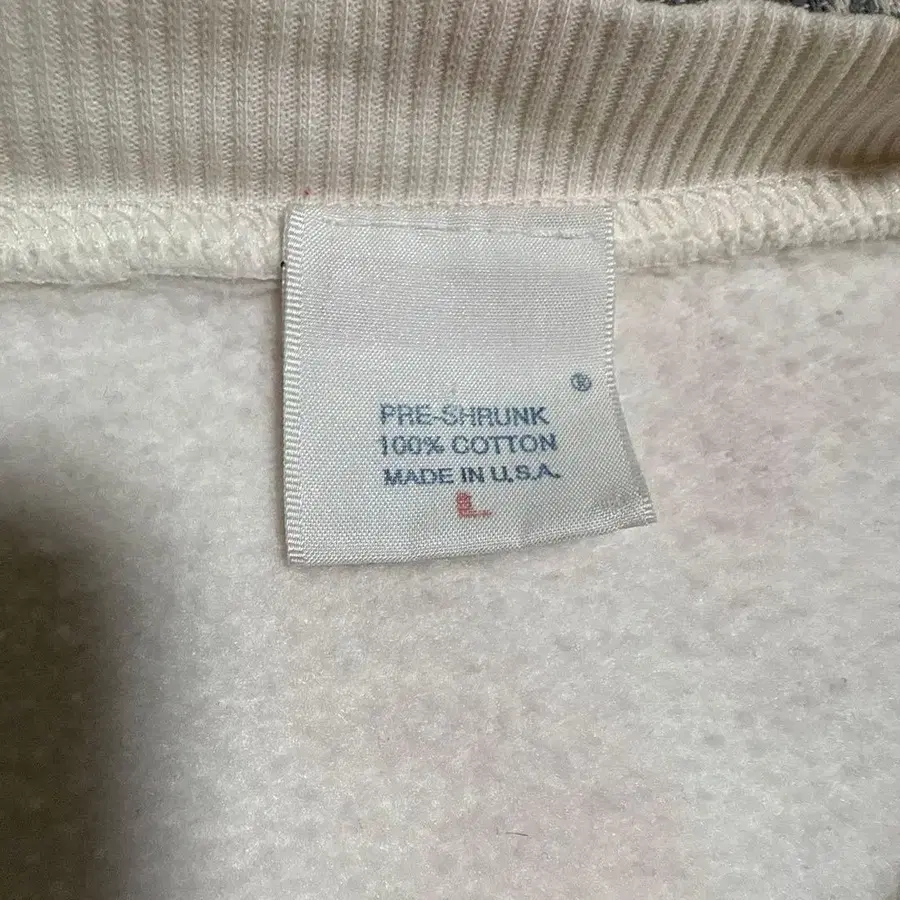 ®
PRE-SHRUNK
100% COTTON
MADE IN U.S.A.
L